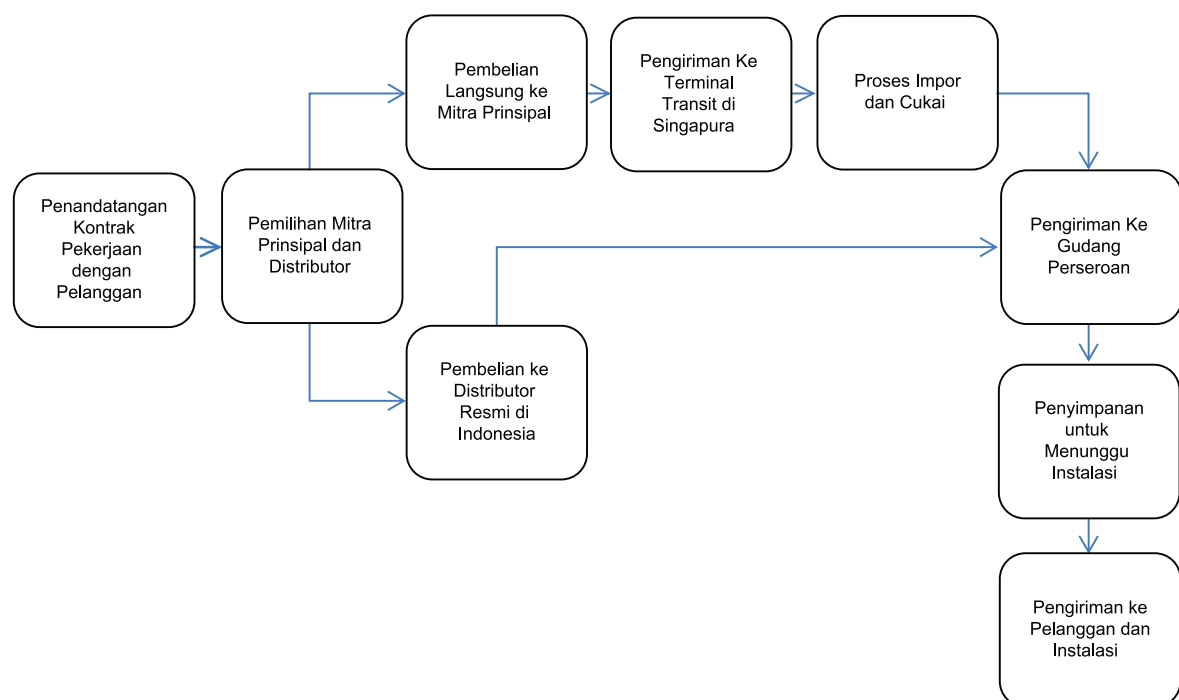 Penandatangan
Kontrak
Pekerjaan
dengan
Pelanggan
Pemilihan Mitra
Prinsipal dan
Distributor
Pembelian
Langsung ke
Mitra Prinsipal
Pengiriman Ke
Terminal
Transit di
Singapura
Proses Impor
dan Cukai
Pembelian ke
Distributor
Resmi di
Indonesia
Pengiriman Ke
Gudang
Perseroan
Penyimpanan
untuk
Menunggu
Instalasi
Pengiriman ke
Pelanggan dan
Instalasi